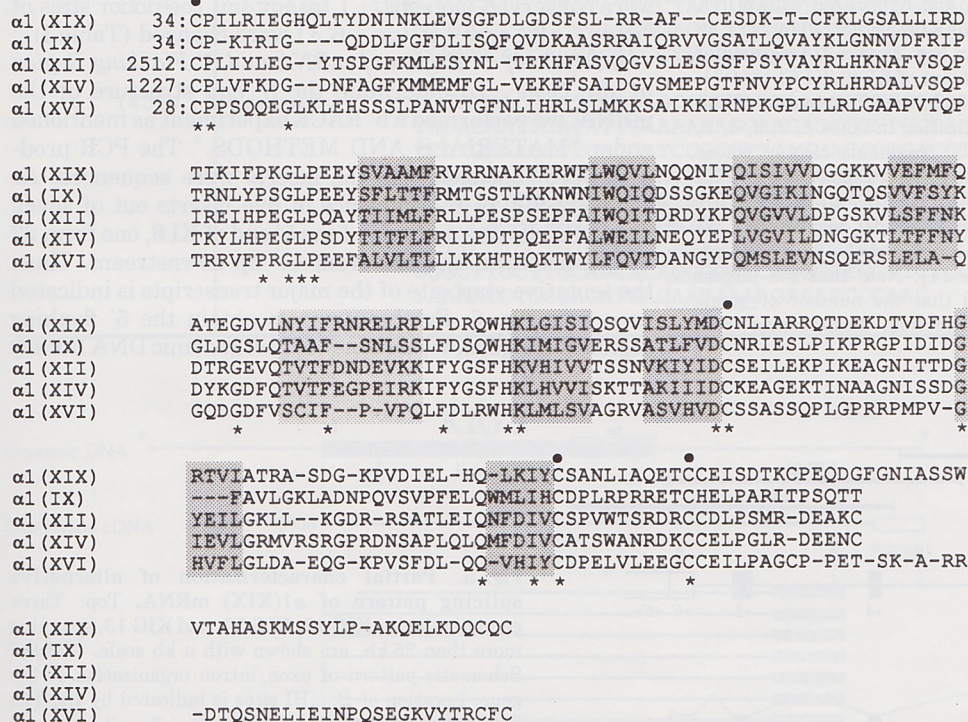 α1(XIX) 34:CPILRIEGHQLTYDNINKLEVSGFDLGDSFSL-RR-AF--CESDK-T-CFKLGSALLIRD
α1(IX) 34:CP-KIREG---QDDLPGFDLISQFQVDKAASRRAIQRVVGSATLQVAYKLGNNVDFRIP
α1(XII) 2512:CPLIYLEG--YTSPGFKMLESYNL-TEKHFASVQGVSLESGSFPSYVAYRLHKNAFVSQP
α1(XIV) 1227:CPLVFKDG--DNFAGFKMMEMFGL-VEKEFSAIDGVSMEPGTFNVYPCYRLHRDALVSQP
α1(XVI) 28:CPPSQQEGLKLEHSSSLPANVTGFNLIHRLSLMKKSAIKKIRNPKGPLILRLGAAPVTQP
** *
α1(XIX) TIKIFPKGLPEEYSVAAMFRVRRNAKKERWFLWQVLNQQNIPQISIVVDGGKKVVEFMFQ
α1(IX) TRNLYPSGLPEEYSFLTTFRMTGSTLKKNWNIWQIQDSSGKEQVGIKINGQTQSVVFSYK
α1(XII) IREIHPEGLPQAYTIIMLFRLLPESPSEPFAIWQITDRDYKPQVGVVLDPGSKVLSFFNK
α1(XIV) TKYLHPEGLPSDYTITFLFRILPDTPQEPFALWEILNEQYEPLVGVILDNGGKTLTFFNY
α1(XVI) TRRVFPRGLPEEFALVLTLLLKKHTHQKTWYLFQVTDANGYPQMSLEVNSQERSLELA-Q
* ***
α1(XIX) ATEGDVLNYIFRNRELRPLFDRQWHKLGISIQSQVISLYMDCNLIARRQTDEKDTVDFHG
α1(IX) GLDGSLQTAAF--SNLSSLFDSQWHKIMIGVERSSATLFVDCNRIESLPIKPRGPIDIDG
α1(XII) DTRGEVQTVTFDNDEVKKIFYGSFHKVHIVVTSSNVKIYIDCSEILEKPIKEAGNITTDG
α1(XIV) DYKGDFQTVTFEGPEIRKIFYGSFHKLHVVISKTTAKIIIDCKEAGEKTINAAGNISSDG
α1(XVI) GQDGDFVSCIF--P-VPQLFDLRWHKLMLSVAGRVASVHVDCSSASSQPLGPRRPMPV-G
* * * ** ** *
α1(XIX) RTVIATRA-SDG-KPVDIEL-HQ-LKIYCSANLIAQETCCEISDTKCPEQDGFGNIASSW
α1(IX) ---FAVLGKLADNPQVSVPFELQWMLIHCDPLRPRRETCHELPARITPSQTT
α1(XII) YEILGKLL--KGDR-RSATLEIQNFDIVCSPVWTSRDRCCDLPSMR-DEAKC
α1(XIV) IEVLGRMVRSRGPRDNSAPLQLQMFDIVCATSWANRDKCCELPGLR-DEENC
α1(XVI) HVFLGLDA-EQG-KPVSFDL-QQ-VHIYCDPELVLEEGCCEILPAGCP-PET-SK-A-RR
* * * *
α1(XIX) VTAHASKMSSYLP-AKQELKDQCQC
α1(IX)
α1(XII)
α1(XIV)
α1(XVI) -DTQSNELIEINPQSEGKVYTRCFC